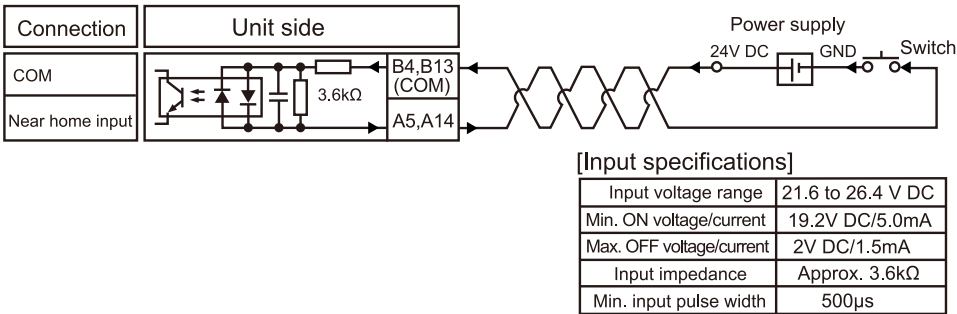 Connection Unit side
Power supply
24V DC GND Switch
COM B4,B13
(COM)
3.6kΩ
Near home input A5,A14
[Input specifications]
Input voltage range 21.6 to 26.4 V DC
Min. ON voltage/current 19.2V DC/5.0mA
Max. OFF voltage/current 2V DC/1.5mA
Input impedance Approx. 3.6kΩ
Min. input pulse width 500µs